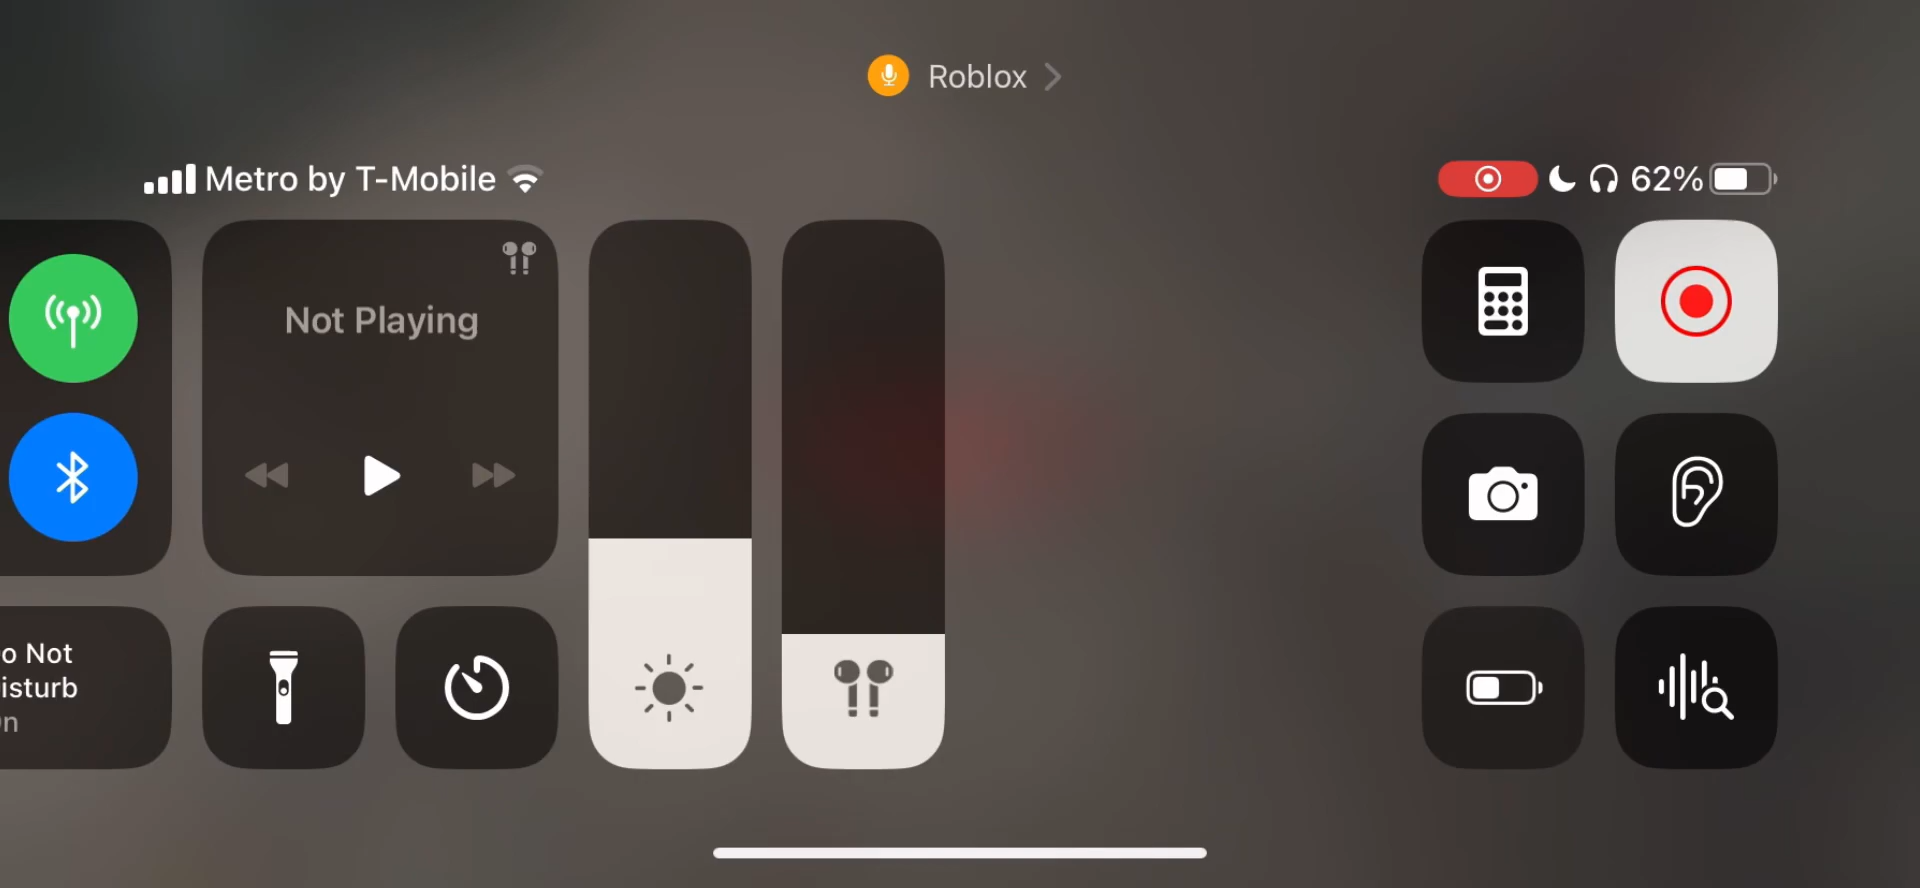 Roblox
Metro by T-Mobile
62%
Not Playing
o Not
isturb
n